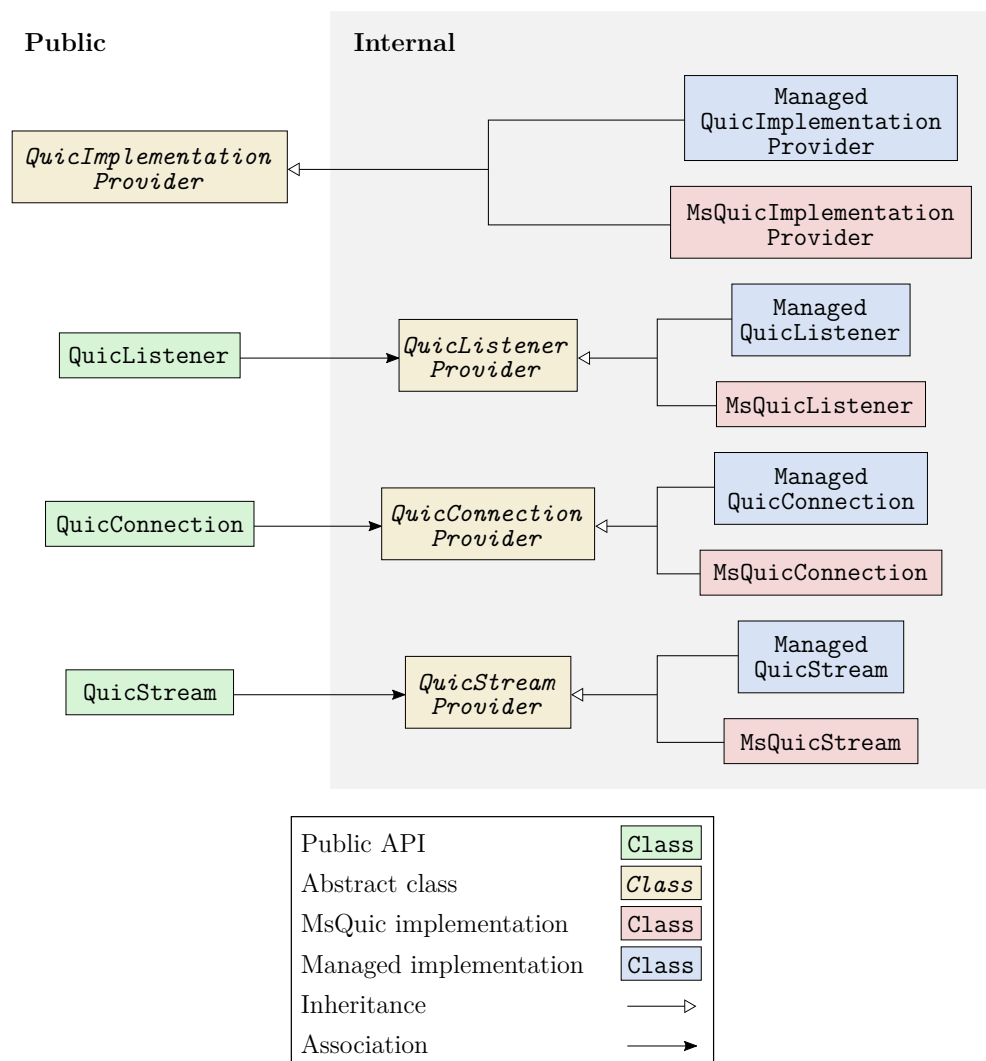 Public
Internal
QuicImplementation
Provider
Managed
QuicImplementation
Provider
MsQuicImplementation
Provider
QuicListener
QuicListener
Provider
Managed
QuicListener
MsQuicListener
QuicConnection
QuicConnection
Provider
Managed
QuicConnection
MsQuicConnection
QuicStream
QuicStream
Provider
Managed
QuicStream
MsQuicStream
Public API Class
Abstract class Class
MsQuic implementation Class
Managed implementation Class
Inheritance
Association